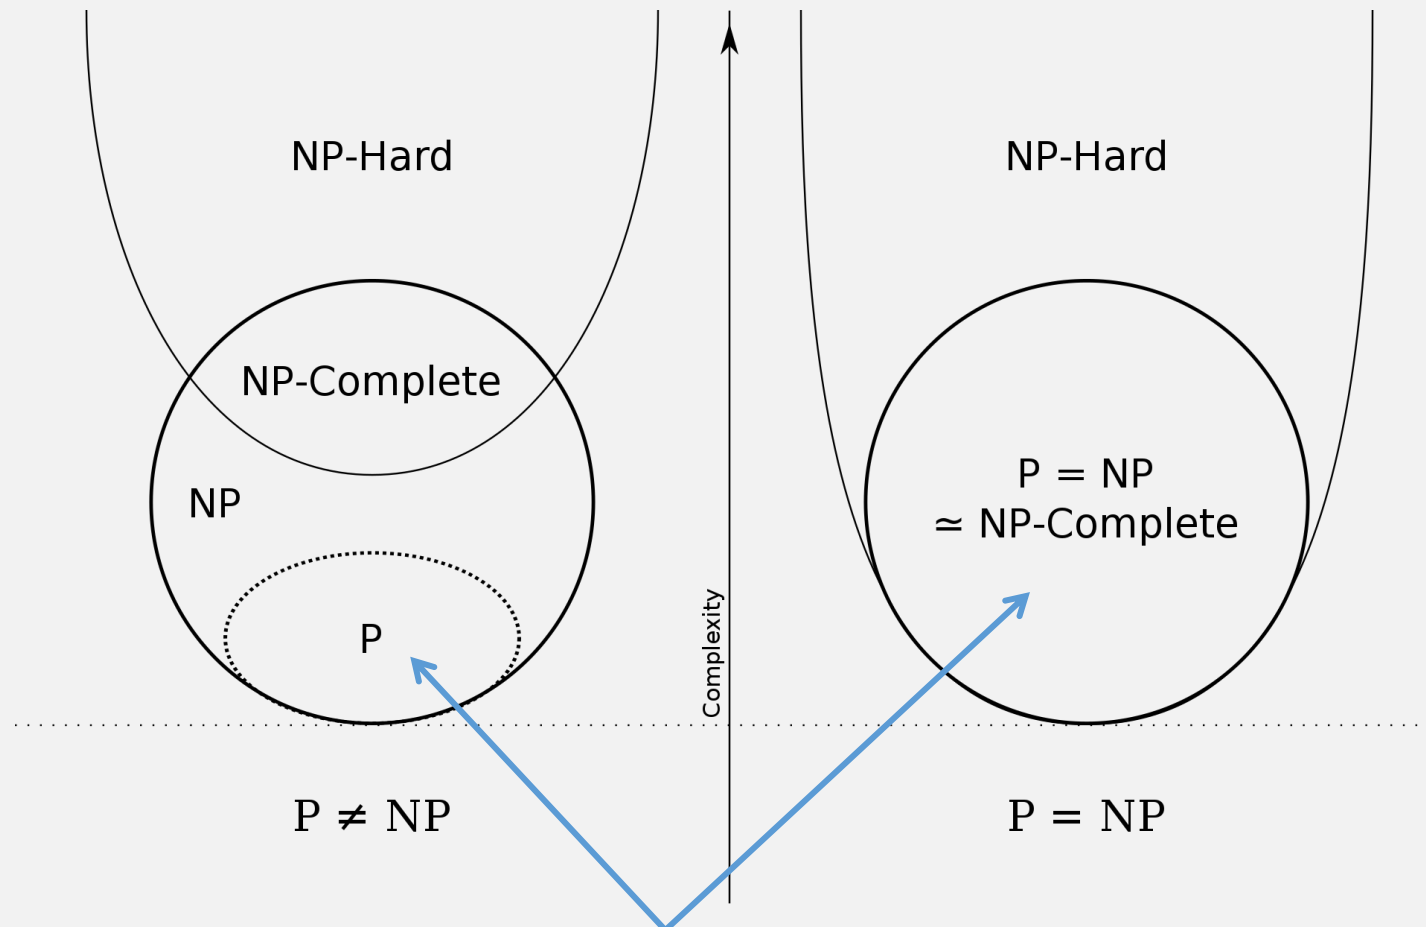 NP-Hard
NP-Complete
NP
P
P ≠ NP
Complexity
NP-Hard
P = NP
≃ NP-Complete
P = NP